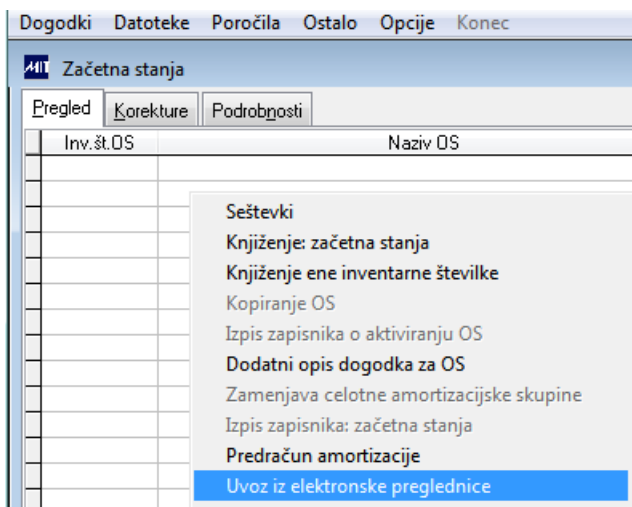 Dogodki Datoteke Poročila Ostalo Opcije Konec
MIT Začetna stanja
Pregled Korekture Podrobnosti
Inv.št.OS Naziv OS
Seštevki
Knjiženje: začetna stanja
Knjiženje ene inventarne številke
Kopiranje OS
Izpis zapisnika o aktiviranju OS
Dodatni opis dogodka za OS
Zamenjava celotne amortizacijske skupine
Izpis zapisnika: začetna stanja
Predračun amortizacije
Uvoz iz elektronske preglednice